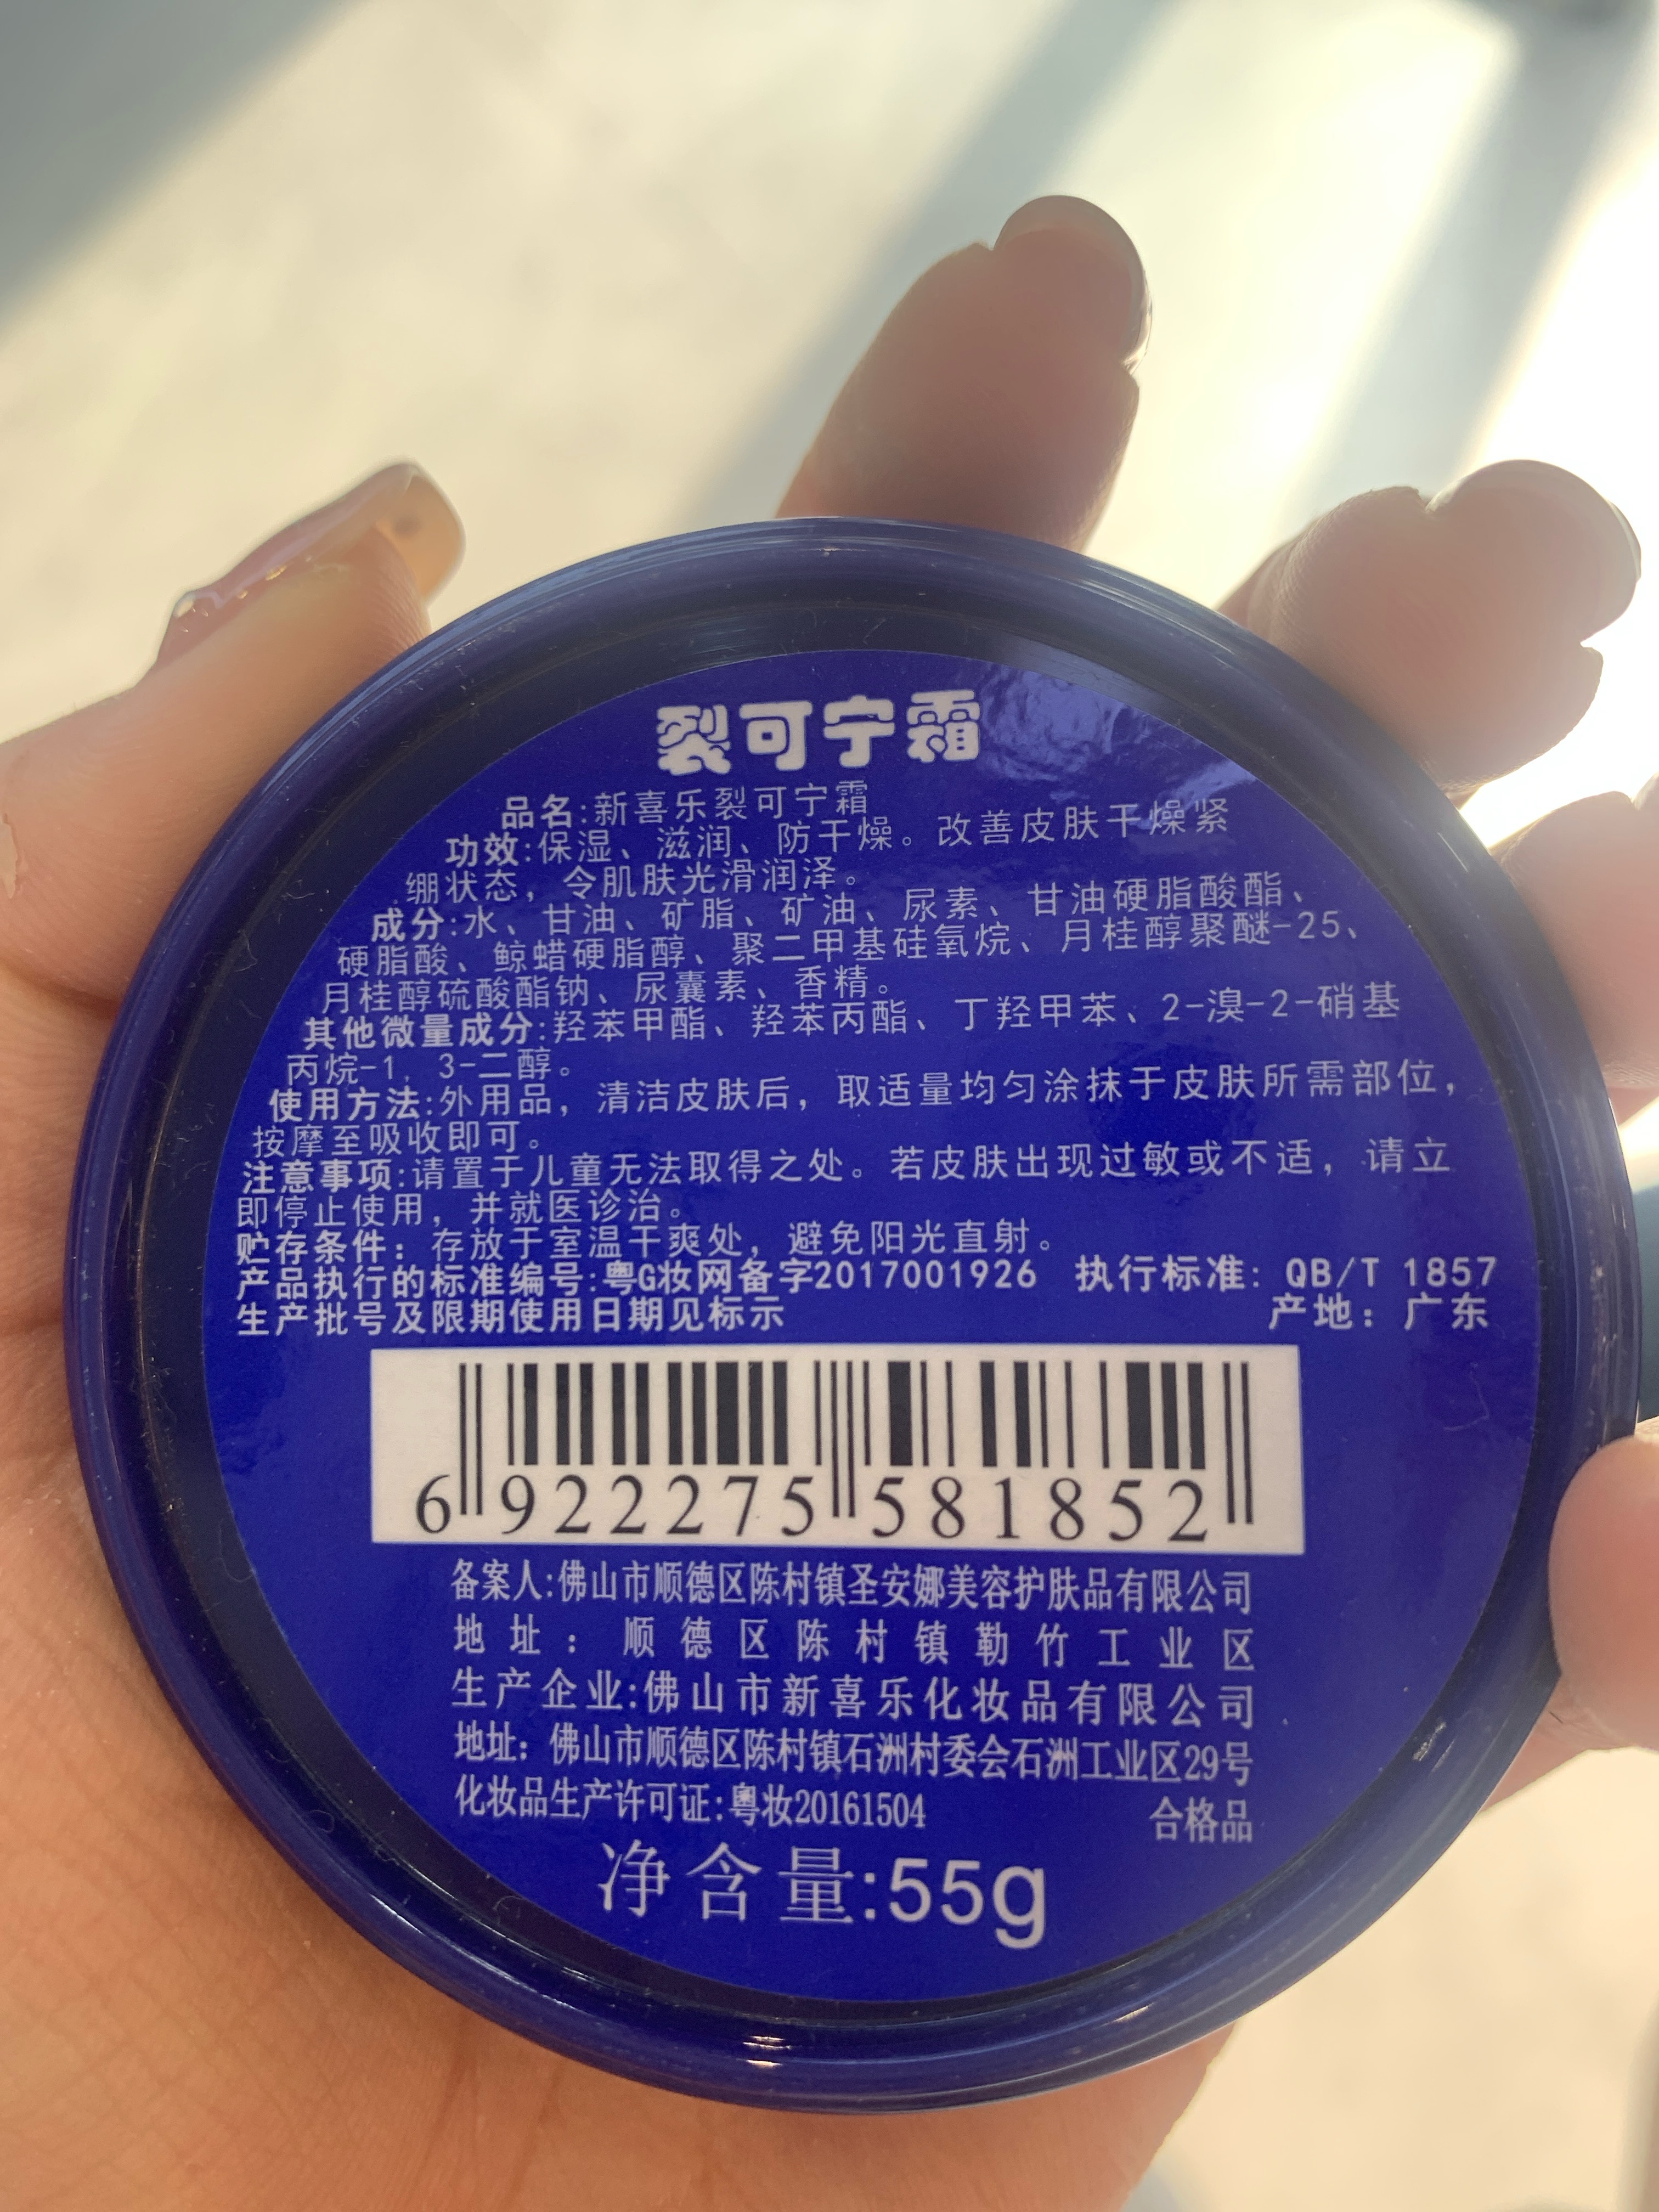 裂可宁霜
品名:新喜乐裂可宁霜
功效:保湿、滋润、防干燥。改善皮肤干燥紧
绷状态，令肌肤光滑润泽。
成分:水、甘油、矿脂、矿油、尿素、甘油硬脂酸酯、
硬脂酸、鲸蜡硬脂醇、聚二甲基硅氧烷、月桂醇聚醚-25、
月桂醇硫酸酯钠、尿囊素、香精。
其他微量成分:羟苯甲酯、羟苯丙酯、丁羟甲苯、2-溴-2-硝基
丙烷-1，3-二醇。
使用方法:外用品，清洁皮肤后，取适量均匀涂抹于皮肤所需部位，
按摩至吸收即可。
注意事项:请置于儿童无法取得之处。若皮肤出现过敏或不适，请立
即停止使用，并就医诊治。
贮存条件：存放于室温干爽处，避免阳光直射。
产品执行的标准编号:粤G妆网备字2017001926 执行标准: QB/T 1857
生产批号及限期使用日期见标示 产地：广东
6 922275 581852
备案人:佛山市顺德区陈村镇圣安娜美容护肤品有限公司
地址：顺德区陈村镇勒竹工业区
生产企业:佛山市新喜乐化妆品有限公司
地址：佛山市顺德区陈村镇石洲村委会石洲工业区29号
化妆品生产许可证:粤妆20161504 合格品
净含量:55g